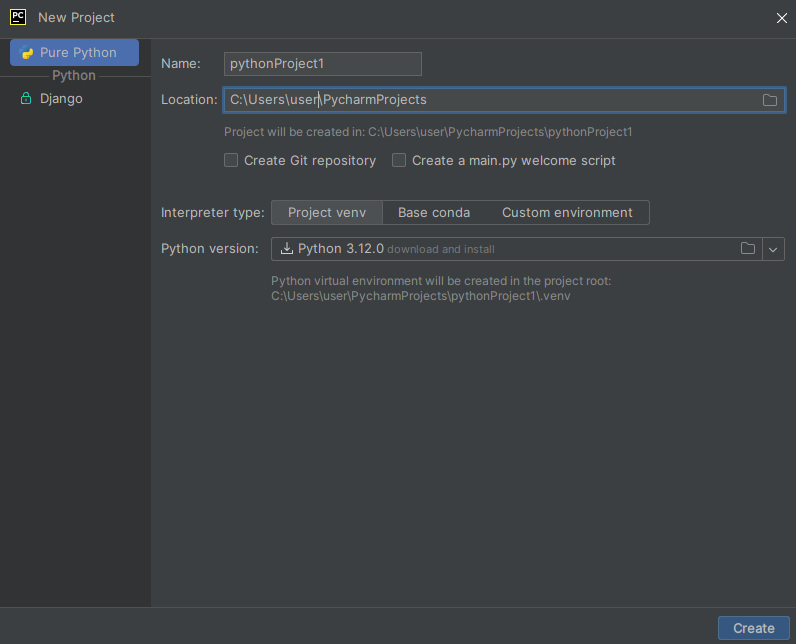 PC New Project
Pure Python
Python
Django
Name: pythonProject1
Location: C:\Users\user\PycharmProjects
Project will be created in: C:\Users\user\PycharmProjects\pythonProject1
Create Git repository Create a main.py welcome script
Interpreter type: Project venv Base conda Custom environment
Python version: Python 3.12.0 download and install
Python virtual environment will be created in the project root:
C:\Users\user\PycharmProjects\pythonProject1\.venv
Create